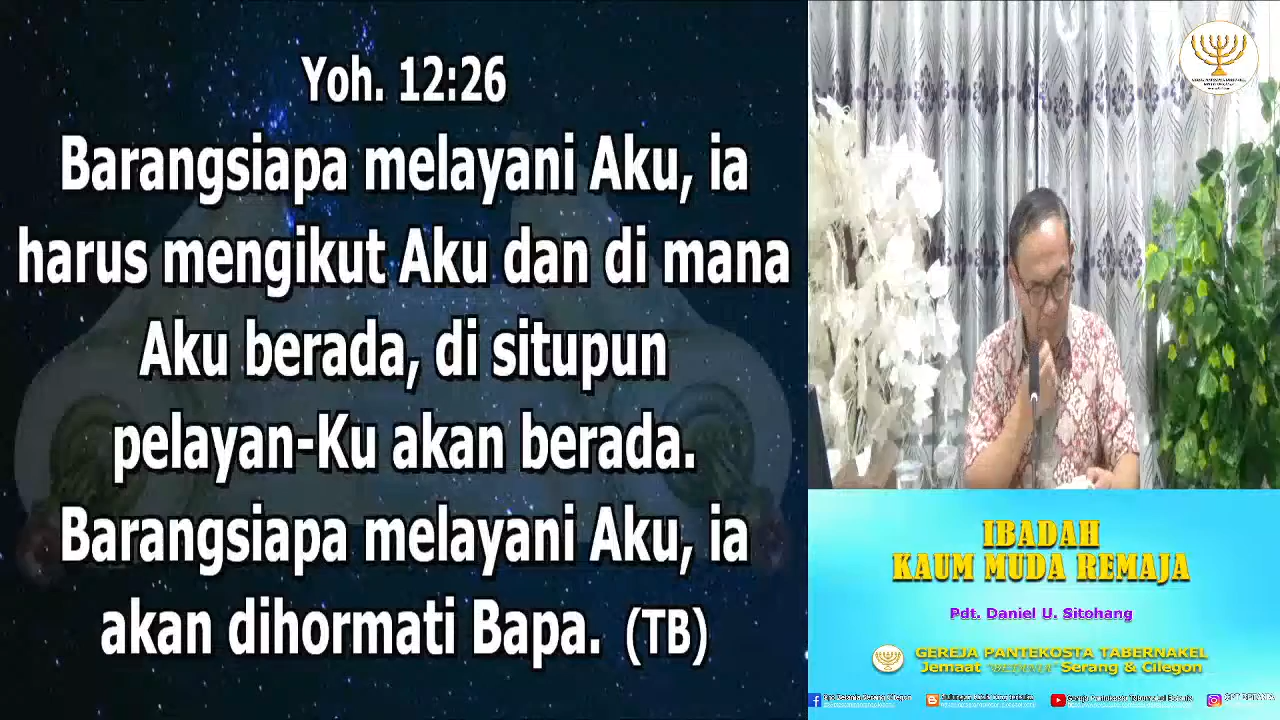 Yoh. 12:26
Barangsiapa melayani Aku, ia
harus mengikut Aku dan di mana
Aku berada, di situpun
pelayan-Ku akan berada.
Barangsiapa melayani Aku, ia
akan dihormati Bapa. (TB)
IBADAH
KAUM MUDA REMAJA
Pdt. Daniel U. Sitohang
GEREJA PANTEKOSTA TABERNAKEL
Jemaat "BETANIA" Serang & Cilegon